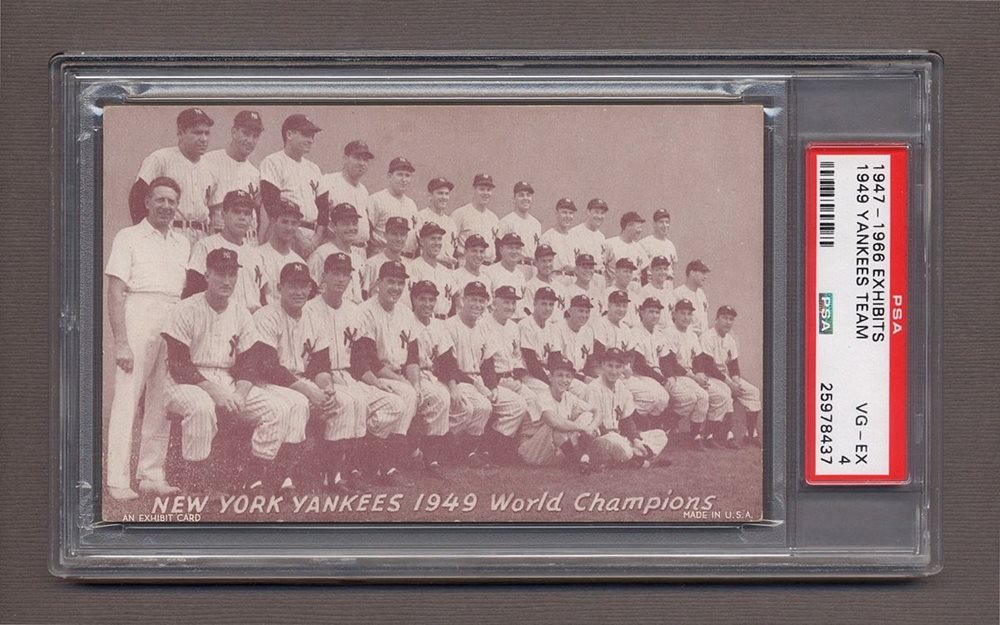 NEW YORK YANKEES 1949 World Champions
AN EXHIBIT CARD
MADE IN U.S.A.
PSA
1947-1966 EXHIBITS
1949 YANKEES TEAM
VG-EX
4
PSA
25978437